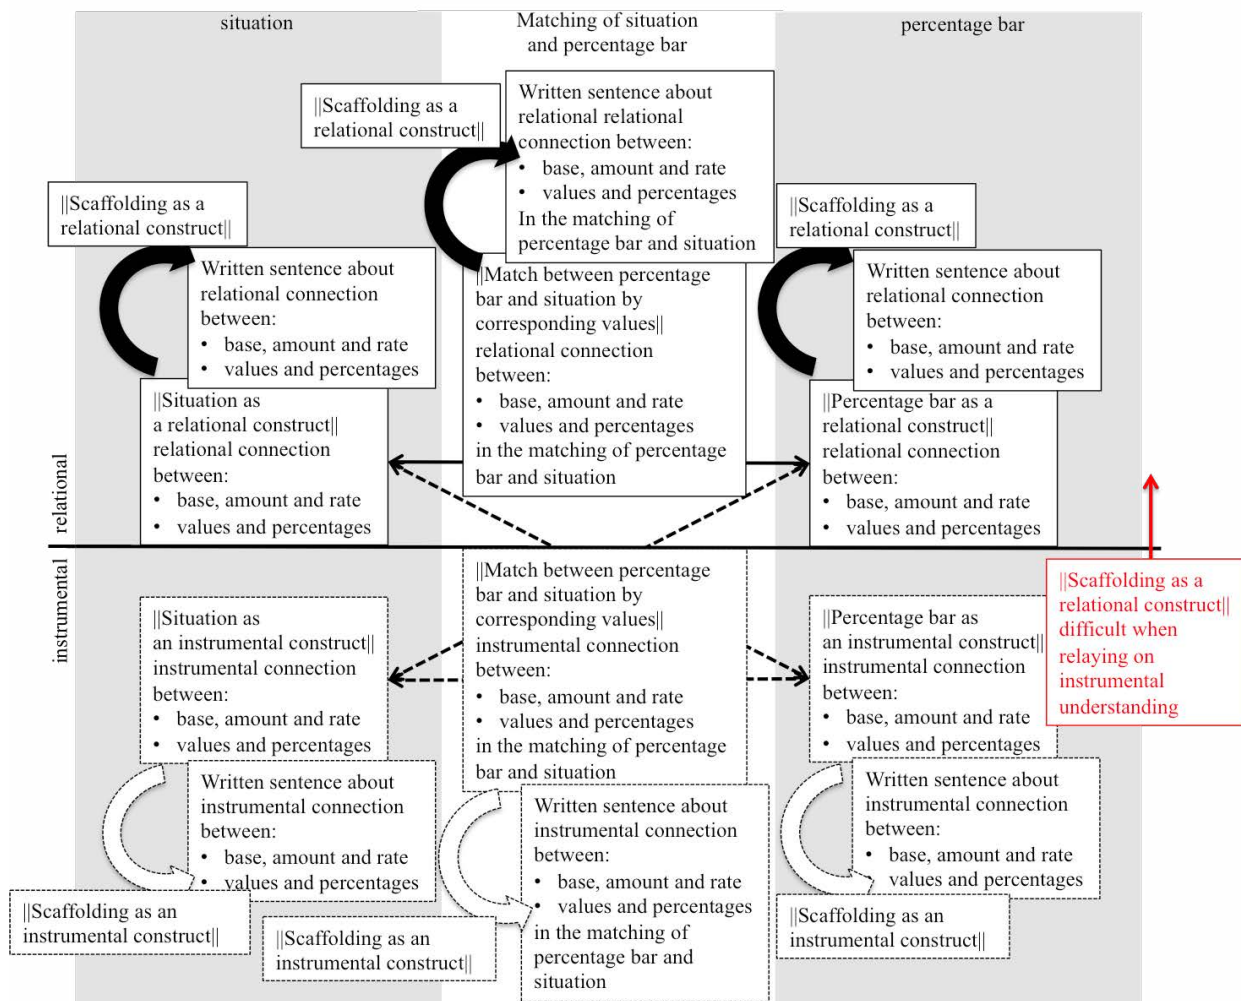 situation
Matching of situation
and percentage bar
percentage bar
||Scaffolding as a
relational construct||
Written sentence about
relational relational
connection between:
• base, amount and rate
• values and percentages
In the matching of
percentage bar and situation
||Scaffolding as a
relational construct||
Written sentence about
relational connection
between:
• base, amount and rate
• values and percentages
||Scaffolding as a
relational construct||
Written sentence about
relational connection
between:
• base, amount and rate
• values and percentages
||Match between percentage
bar and situation by
corresponding values||
relational connection
between:
• base, amount and rate
• values and percentages
in the matching of percentage
bar and situation
||Situation as
a relational construct||
relational connection
between:
• base, amount and rate
• values and percentages
||Percentage bar as a
relational construct||
relational connection
between:
• base, amount and rate
• values and percentages
relational
instrumental
||Match between percentage
bar and situation by
corresponding values||
instrumental connection
between:
• base, amount and rate
• values and percentages
in the matching of percentage
bar and situation
||Situation as
an instrumental construct||
instrumental connection
between:
• base, amount and rate
• values and percentages
||Percentage bar as
an instrumental construct||
instrumental connection
between:
• base, amount and rate
• values and percentages
||Scaffolding as a
relational construct||
difficult when
relaying on
instrumental
understanding
Written sentence about
instrumental connection
between:
• base, amount and rate
• values and percentages
||Scaffolding as an
instrumental construct||
Written sentence about
instrumental connection
between:
• base, amount and rate
• values and percentages
in the matching of
percentage bar and
situation
||Scaffolding as an
instrumental construct||
Written sentence about
instrumental connection
between:
• base, amount and rate
• values and percentages
||Scaffolding as an
instrumental construct||